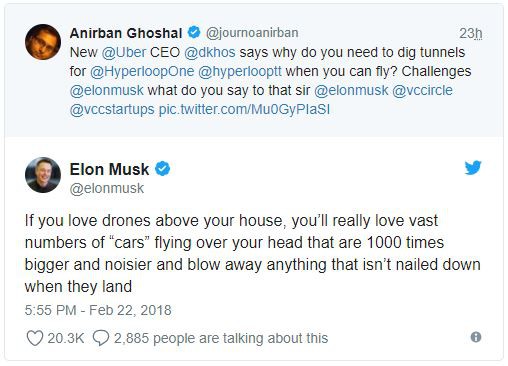 Anirban Ghoshal @journoanirban 23h
New @Uber CEO @dkhos says why do you need to dig tunnels
for @HyperloopOne @hyperlooptt when you can fly? Challenges
@elonmusk what do you say to that sir @elonmusk @vccircle
@vccstartups pic.twitter.com/Mu0GyPlaSI
Elon Musk
@elonmusk
If you love drones above your house, you’ll really love vast
numbers of “cars” flying over your head that are 1000 times
bigger and noisier and blow away anything that isn’t nailed down
when they land
5:55 PM - Feb 22, 2018
20.3K 2,885 people are talking about this